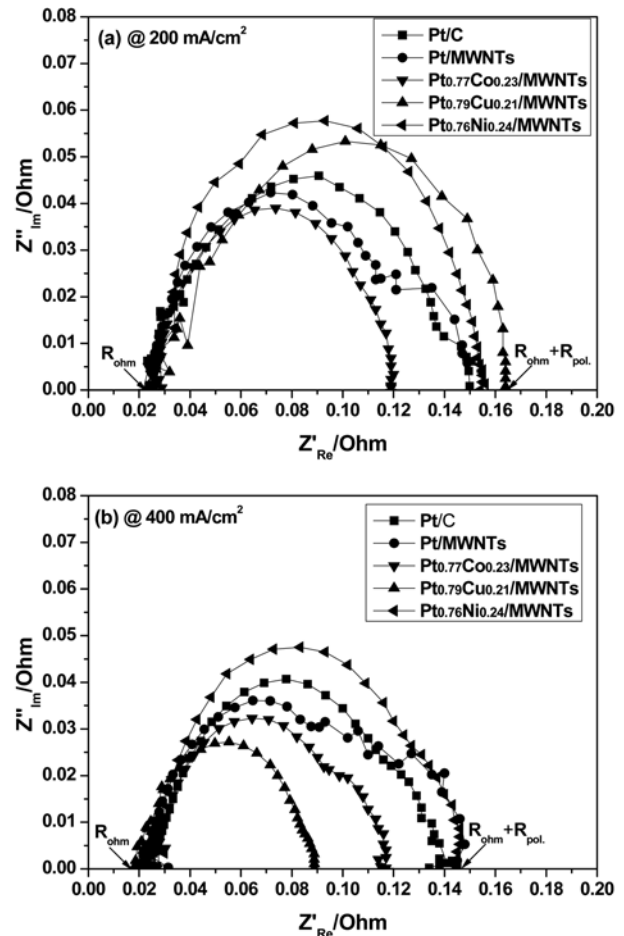 (a) @ 200 mA/cm²
Pt/C
Pt/MWNTs
Pt0.77Co0.23/MWNTs
Pt0.79Cu0.21/MWNTs
Pt0.76Ni0.24/MWNTs
0.08
0.07
0.06
0.05
0.04
0.03
0.02
0.01
0.00
Z''Im/Ohm
Rohm
Rohm+Rpol.
0.00 0.02 0.04 0.06 0.08 0.10 0.12 0.14 0.16 0.18 0.20
Z'Re/Ohm
(b) @ 400 mA/cm²
Pt/C
Pt/MWNTs
Pt0.77Co0.23/MWNTs
Pt0.79Cu0.21/MWNTs
Pt0.76Ni0.24/MWNTs
0.08
0.07
0.06
0.05
0.04
0.03
0.02
0.01
0.00
Z''Im/Ohm
Rohm
Rohm+Rpol.
0.00 0.02 0.04 0.06 0.08 0.10 0.12 0.14 0.16 0.18 0.20
Z'Re/Ohm